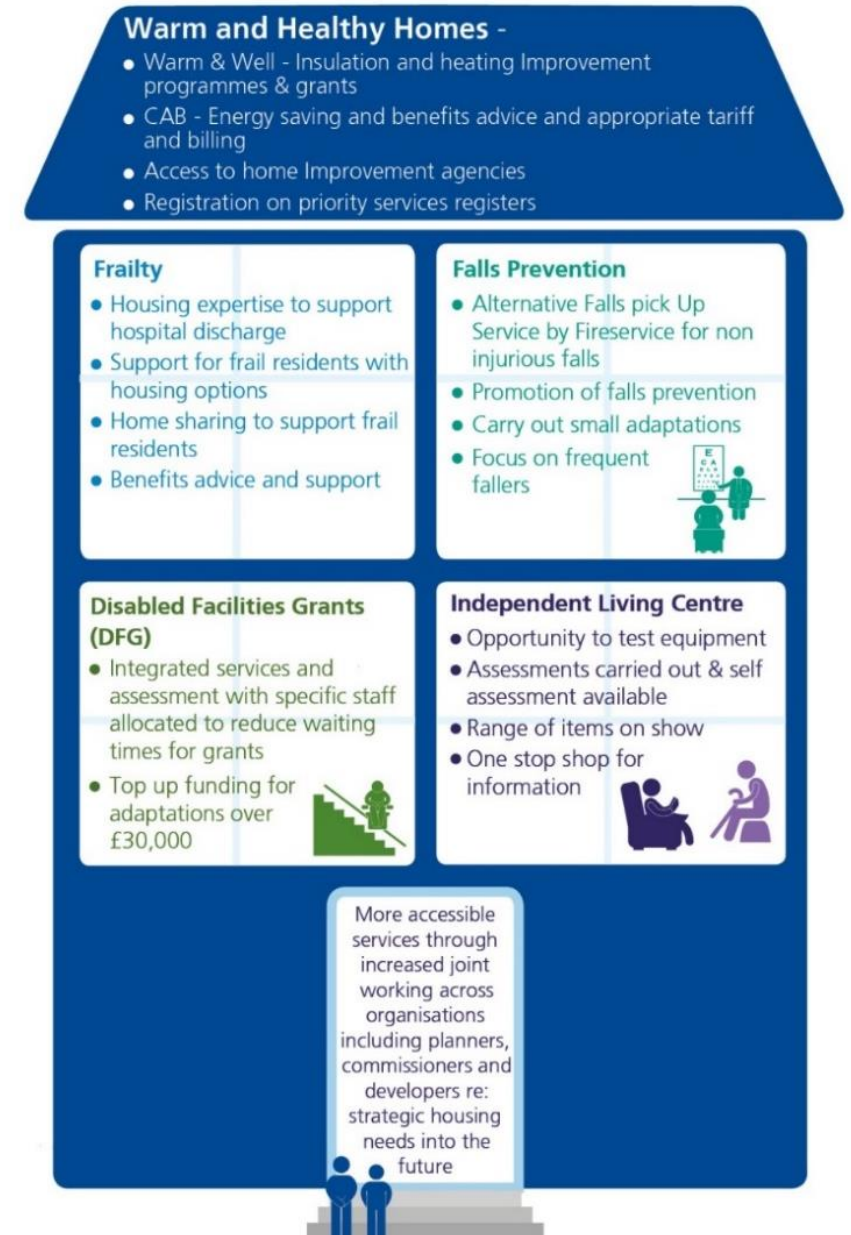 Warm and Healthy Homes -
• Warm & Well - Insulation and heating Improvement
programmes & grants
• CAB - Energy saving and benefits advice and appropriate tariff
and billing
• Access to home Improvement agencies
• Registration on priority services registers
Frailty
• Housing expertise to support
hospital discharge
• Support for frail residents with
housing options
• Home sharing to support frail
residents
• Benefits advice and support
Falls Prevention
• Alternative Falls pick Up
Service by Fireservice for non
injurious falls
• Promotion of falls prevention
• Carry out small adaptations
• Focus on frequent
fallers
E
Disabled Facilities Grants
(DFG)
• Integrated services and
assessment with specific staff
allocated to reduce waiting
times for grants
• Top up funding for
adaptations over
£30,000
Independent Living Centre
• Opportunity to test equipment
• Assessments carried out & self
assessment available
• Range of items on show
• One stop shop for
information
More accessible
services through
increased joint
working across
organisations
including planners,
commissioners and
developers re:
strategic housing
needs into the
future